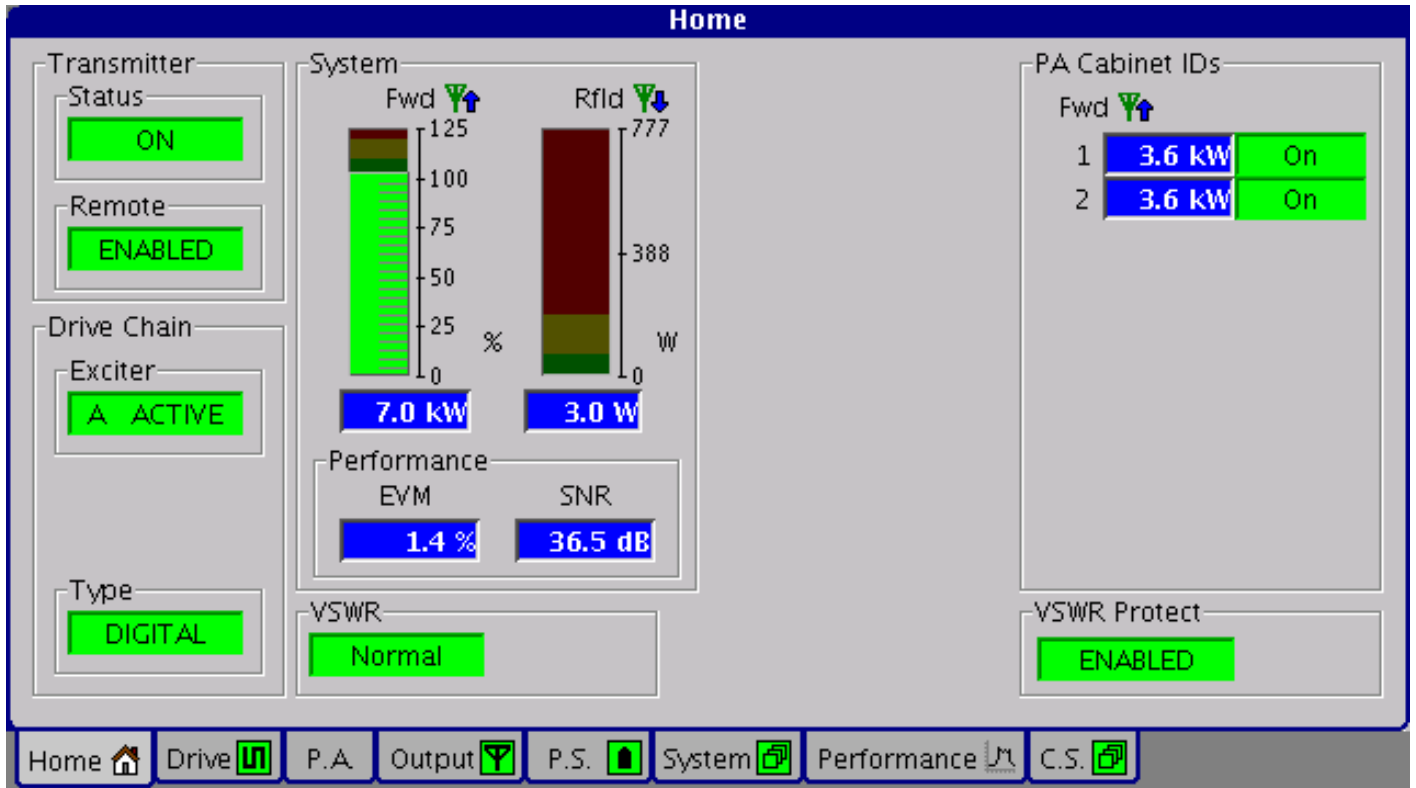 Home
Transmitter
Status
ON
Remote
ENABLED
Drive Chain
Exciter
A ACTIVE
Type
DIGITAL
System
Fwd Rfld
125 777
100
75
388
50
25
% W
0 0
7.0 kW 3.0 W
Performance
EVM SNR
1.4 % 36.5 dB
VSWR
Normal
PA Cabinet IDs
Fwd
1 3.6 kW On
2 3.6 kW On
VSWR Protect
ENABLED
Home Drive P.A. Output P.S. System Performance C.S.